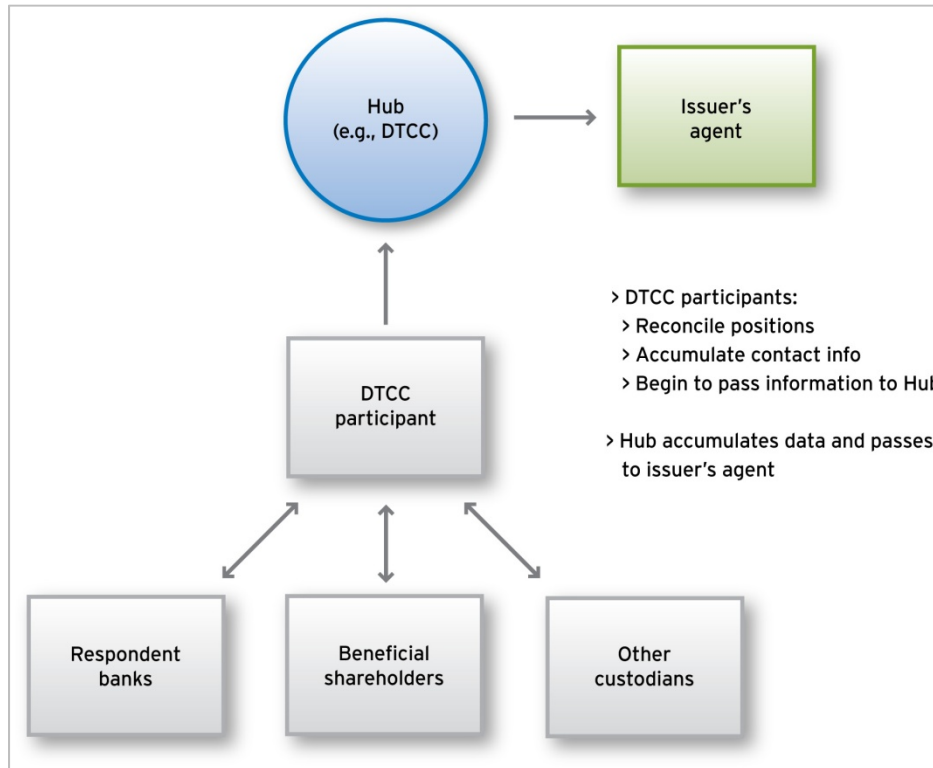 Hub
(e.g., DTCC)
Issuer's
agent
> DTCC participants:
> Reconcile positions
> Accumulate contact info
> Begin to pass information to Hub
> Hub accumulates data and passes
to issuer's agent
DTCC
participant
Respondent
banks
Beneficial
shareholders
Other
custodians